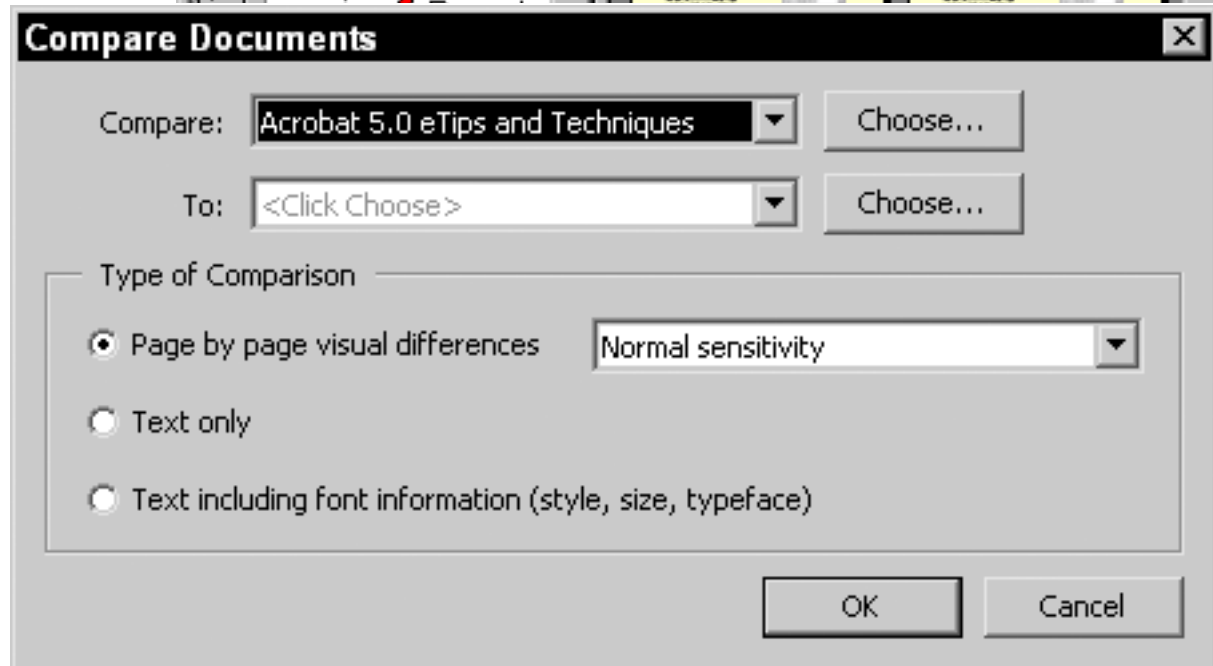 Compare Documents
Compare: Acrobat 5.0 eTips and Techniques Choose...
To: <Click Choose> Choose...
Type of Comparison
Page by page visual differences Normal sensitivity
Text only
Text including font information (style, size, typeface)
OK Cancel